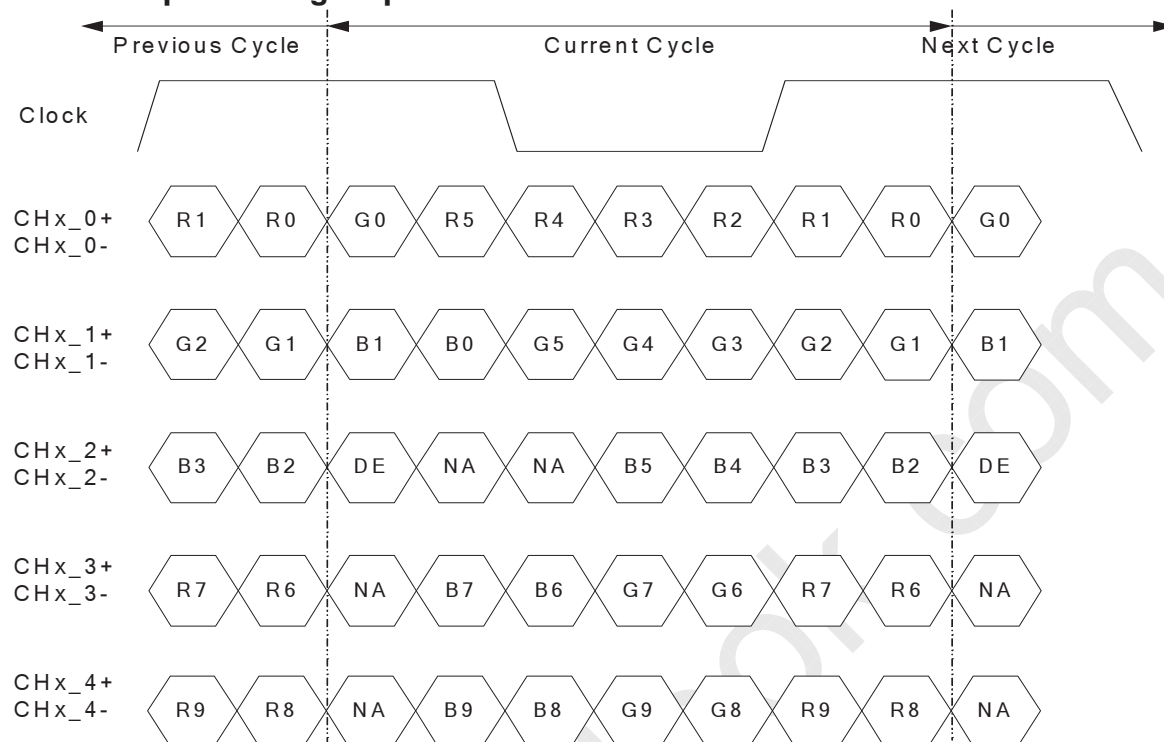 Previous Cycle Current Cycle Next Cycle
Clock
CHx_0+
CHx_0-
R1 R0 G0 R5 R4 R3 R2 R1 R0 G0
CHx_1+
CHx_1-
G2 G1 B1 B0 G5 G4 G3 G2 G1 B1
CHx_2+
CHx_2-
B3 B2 DE NA NA B5 B4 B3 B2 DE
CHx_3+
CHx_3-
R7 R6 NA B7 B6 G7 G6 R7 R6 NA
CHx_4+
CHx_4-
R9 R8 NA B9 B8 G9 G8 R9 R8 NA